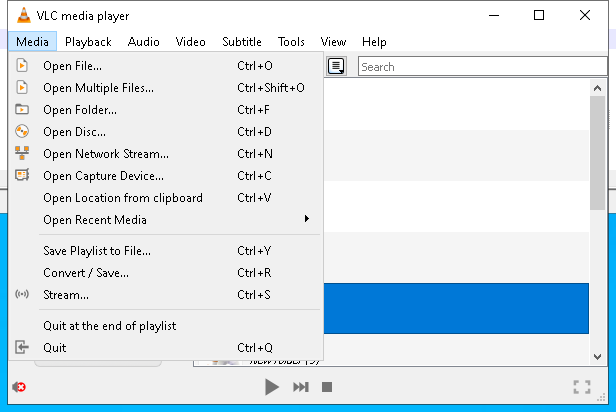 VLC media player
Media Playback Audio Video Subtitle Tools View Help
Open File... Ctrl+O
Open Multiple Files... Ctrl+Shift+O
Open Folder... Ctrl+F
Open Disc... Ctrl+D
Open Network Stream... Ctrl+N
Open Capture Device... Ctrl+C
Open Location from clipboard Ctrl+V
Open Recent Media
Save Playlist to File... Ctrl+Y
Convert / Save... Ctrl+R
Stream... Ctrl+S
Quit at the end of playlist
Quit Ctrl+Q
Search